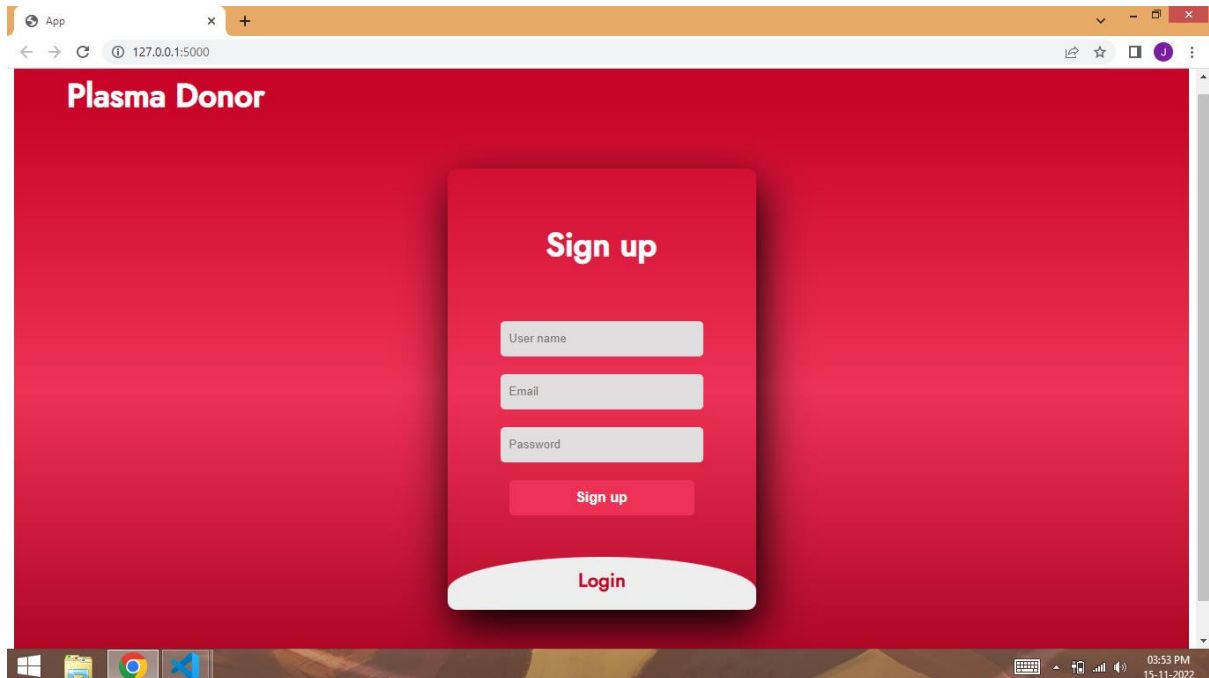 App
127.0.0.1:5000
J
Plasma Donor
Sign up
User name
Email
Password
Sign up
Login
03:53 PM
15-11-2022